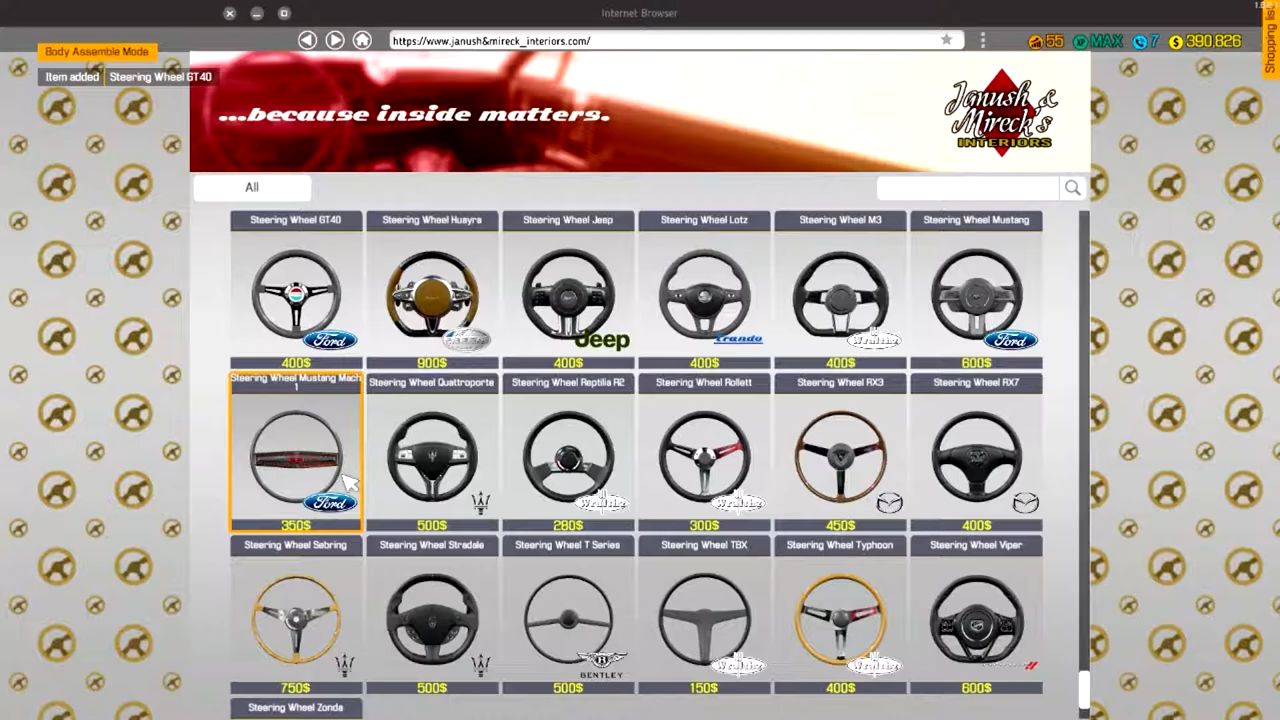 Internet Browser
1.8.8.1
Shopping list
https://www.janush&mireck_interiors.com/
55
XP MAX
7
$ 390,826
Body Assemble Mode
Item added Steering Wheel GT40
...because inside matters.
Janush &
Mireck's
INTERIORS
All
Steering Wheel GT40 Steering Wheel Huayra Steering Wheel Jeep Steering Wheel Lotz Steering Wheel M3 Steering Wheel Mustang
Ford Jeep Ford
400$ 900$ 400$ 400$ 400$ 600$
Steering Wheel Mustang Mach
1
Steering Wheel Quattroporte Steering Wheel Reptilia R2 Steering Wheel Rollett Steering Wheel RX3 Steering Wheel RX7
Ford
350$ 500$ 280$ 300$ 450$ 400$
Steering Wheel Sebring Steering Wheel Stradale Steering Wheel T Series Steering Wheel TBX Steering Wheel Typhoon Steering Wheel Viper
BENTLEY
750$ 500$ 500$ 150$ 400$ 600$
Steering Wheel Zonda